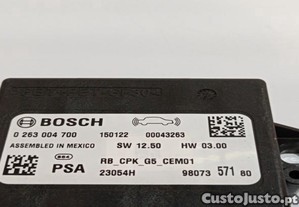 BOSCH
0 263 004 700 150122 00043263
ASSEMBLED IN MEXICO SW 12.50 HW 03.00
RB_CPK_G5_CEM01
PSA 23054H 98073 571 80
CustoJusto.pt